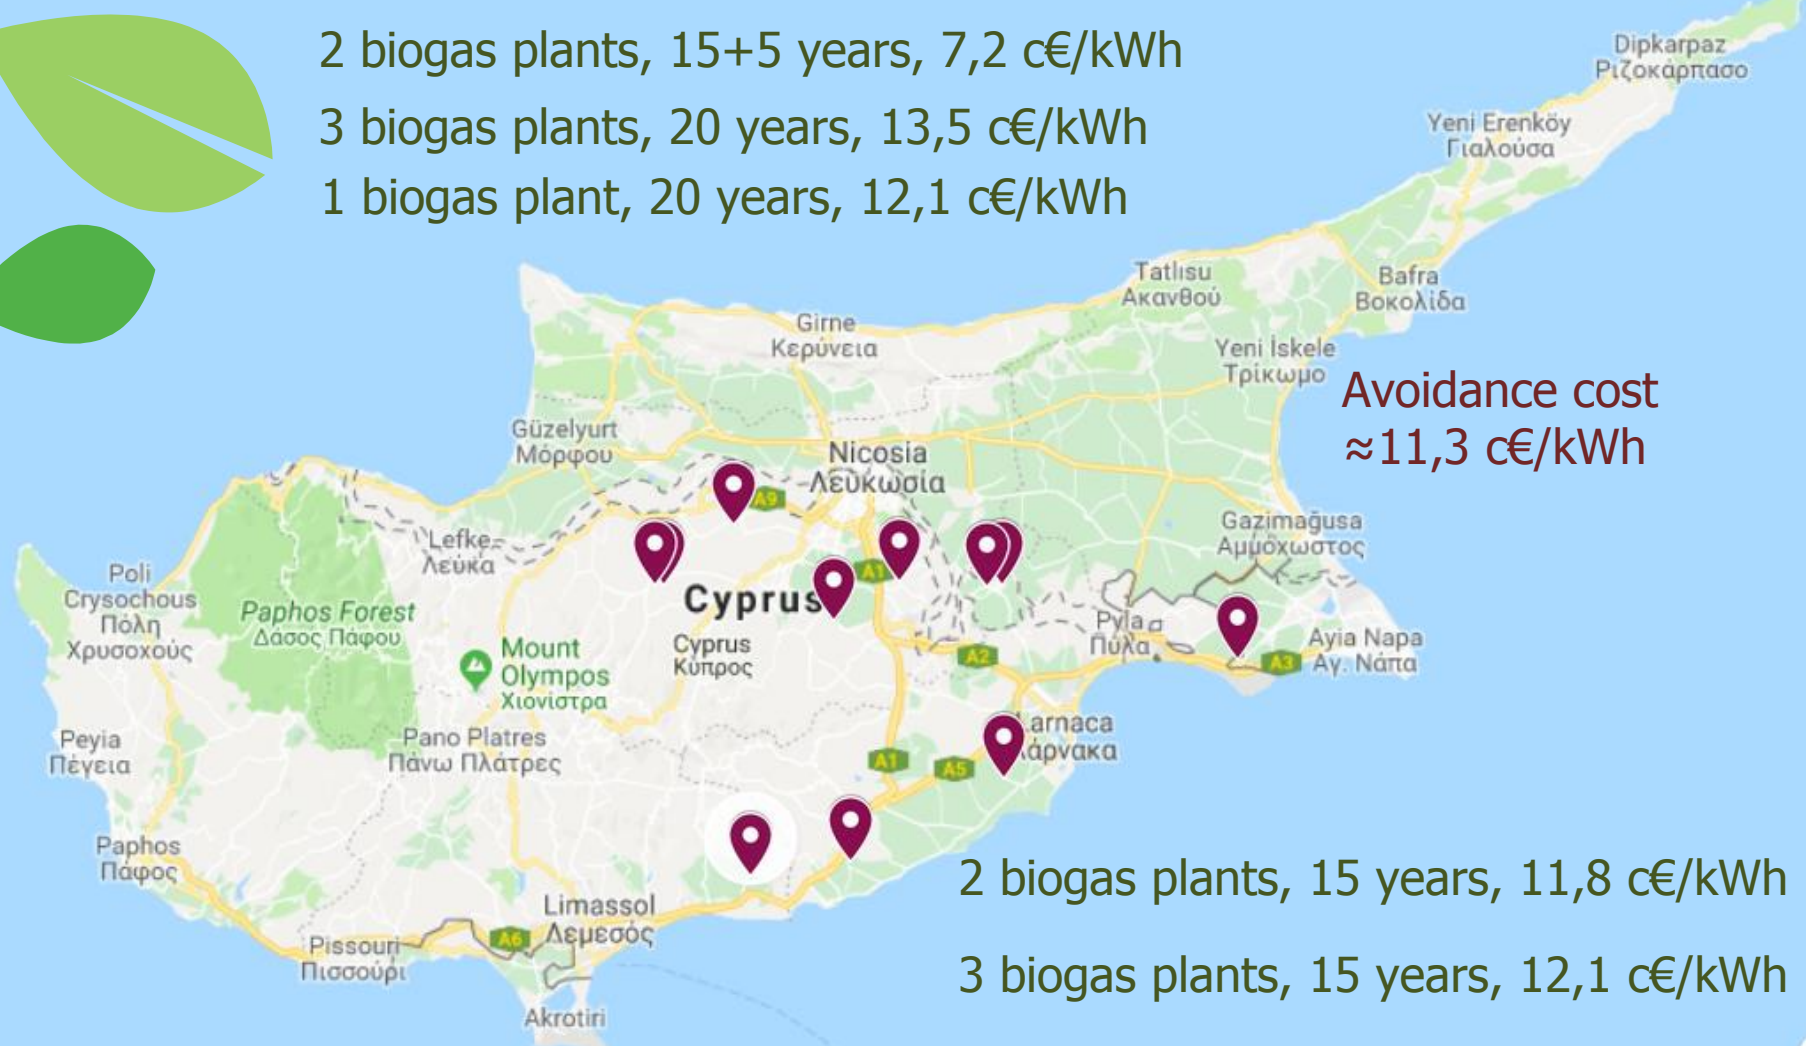 2 biogas plants, 15+5 years, 7,2 c€/kWh
3 biogas plants, 20 years, 13,5 c€/kWh
1 biogas plant, 20 years, 12,1 c€/kWh
Dipkarpaz
Ριζοκάρπασο
Yeni Erenköy
Γιαλούσα
Tatlısu
Ακανθού
Bafra
Βοκολίδα
Girne
Κερύνεια
Yeni İskele
Τρίκωμο
Avoidance cost
≈11,3 c€/kWh
Güzelyurt
Μόρφου
Nicosia
Λευκωσία
A9
Gazimağusa
Αμμόχωστος
Lefke
Λεύκα
A1
Poli
Crysochous
Πόλη
Χρυσοχούς
Paphos Forest
Δάσος Πάφου
Cyprus
Cyprus
Κύπρος
Mount
Olympos
Χιονίστρα
Pyla
Πύλα
A2
A3
Ayia Napa
Αγ. Νάπα
Peyia
Πέγεια
Pano Platres
Πάνω Πλάτρες
arnaca
άρνακα
A1
A5
Paphos
Πάφος
2 biogas plants, 15 years, 11,8 c€/kWh
Limassol
Λεμεσός
A6
Pissouri
Πισσούρι
3 biogas plants, 15 years, 12,1 c€/kWh
Akrotiri